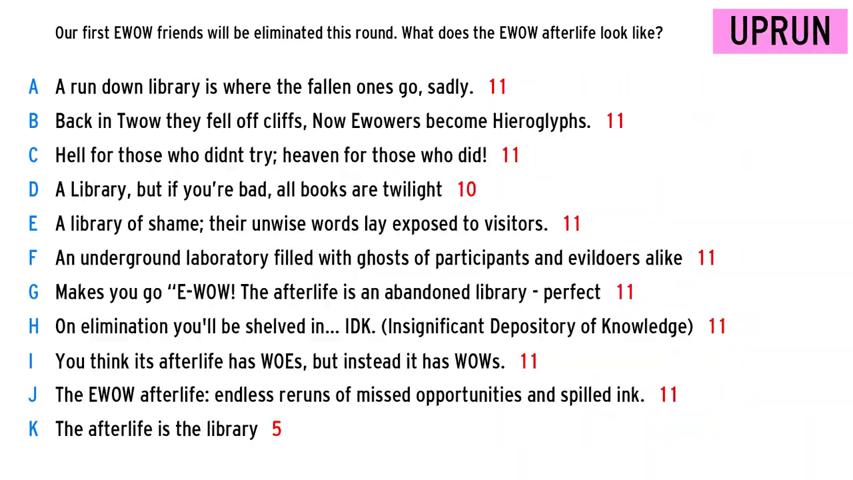 Our first EWOW friends will be eliminated this round. What does the EWOW afterlife look like?
UPRUN
A A run down library is where the fallen ones go, sadly. 11
B Back in Twow they fell off cliffs, Now Ewowers become Hieroglyphs. 11
C Hell for those who didnt try; heaven for those who did! 11
D A Library, but if you're bad, all books are twilight 10
E A library of shame; their unwise words lay exposed to visitors. 11
F An underground laboratory filled with ghosts of participants and evildoers alike 11
G Makes you go “E-WOW! The afterlife is an abandoned library - perfect 11
H On elimination you'll be shelved in... IDK. (Insignificant Depository of Knowledge) 11
I You think its afterlife has WOEs, but instead it has WOWs. 11
J The EWOW afterlife: endless reruns of missed opportunities and spilled ink. 11
K The afterlife is the library 5